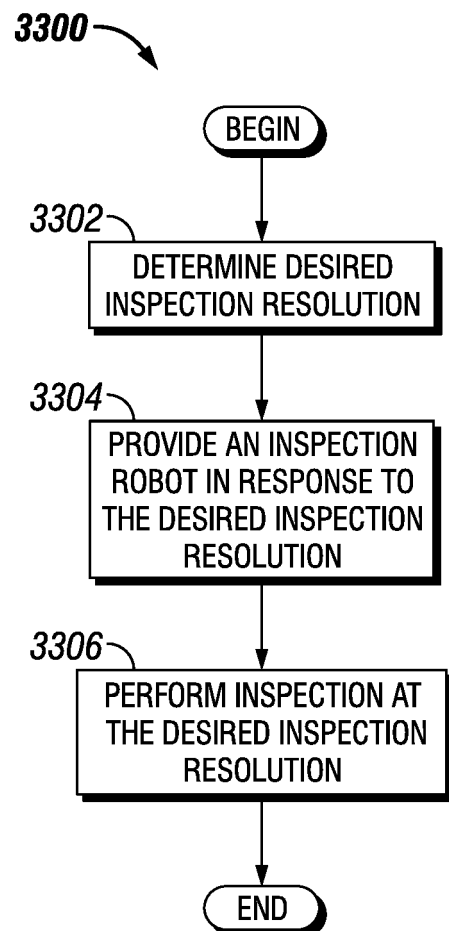 3300
BEGIN
3302
DETERMINE DESIRED
INSPECTION RESOLUTION
3304
PROVIDE AN INSPECTION
ROBOT IN RESPONSE TO
THE DESIRED INSPECTION
RESOLUTION
3306
PERFORM INSPECTION AT
THE DESIRED INSPECTION
RESOLUTION
END